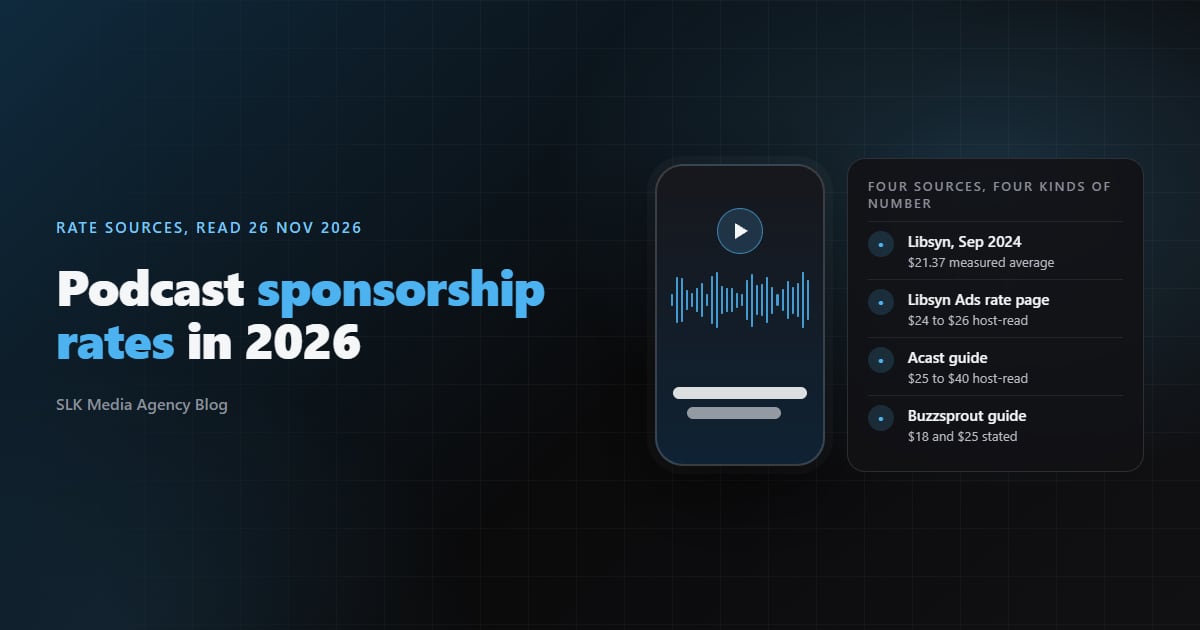 RATE SOURCES, READ 26 NOV 2026
Podcast sponsorship
rates in 2026
SLK Media Agency Blog
FOUR SOURCES, FOUR KINDS OF
NUMBER
Libsyn, Sep 2024
$21.37 measured average
Libsyn Ads rate page
$24 to $26 host-read
Acast guide
$25 to $40 host-read
Buzzsprout guide
$18 and $25 stated